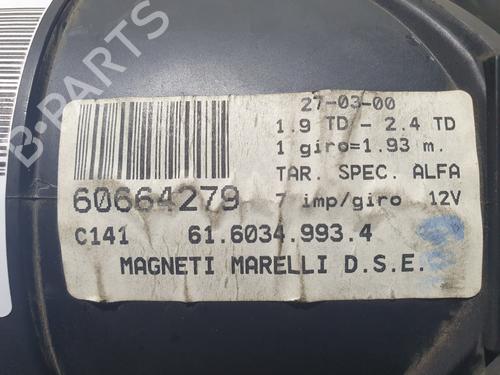 27-03-00
1.9 TD - 2.4 TD
1 giro=1.93 m.
TAR. SPEC. ALFA
60664279
7 imp/giro 12V
C141 61.6034.993.4
MAGNETI MARELLI D.S.E.
B-PARTS